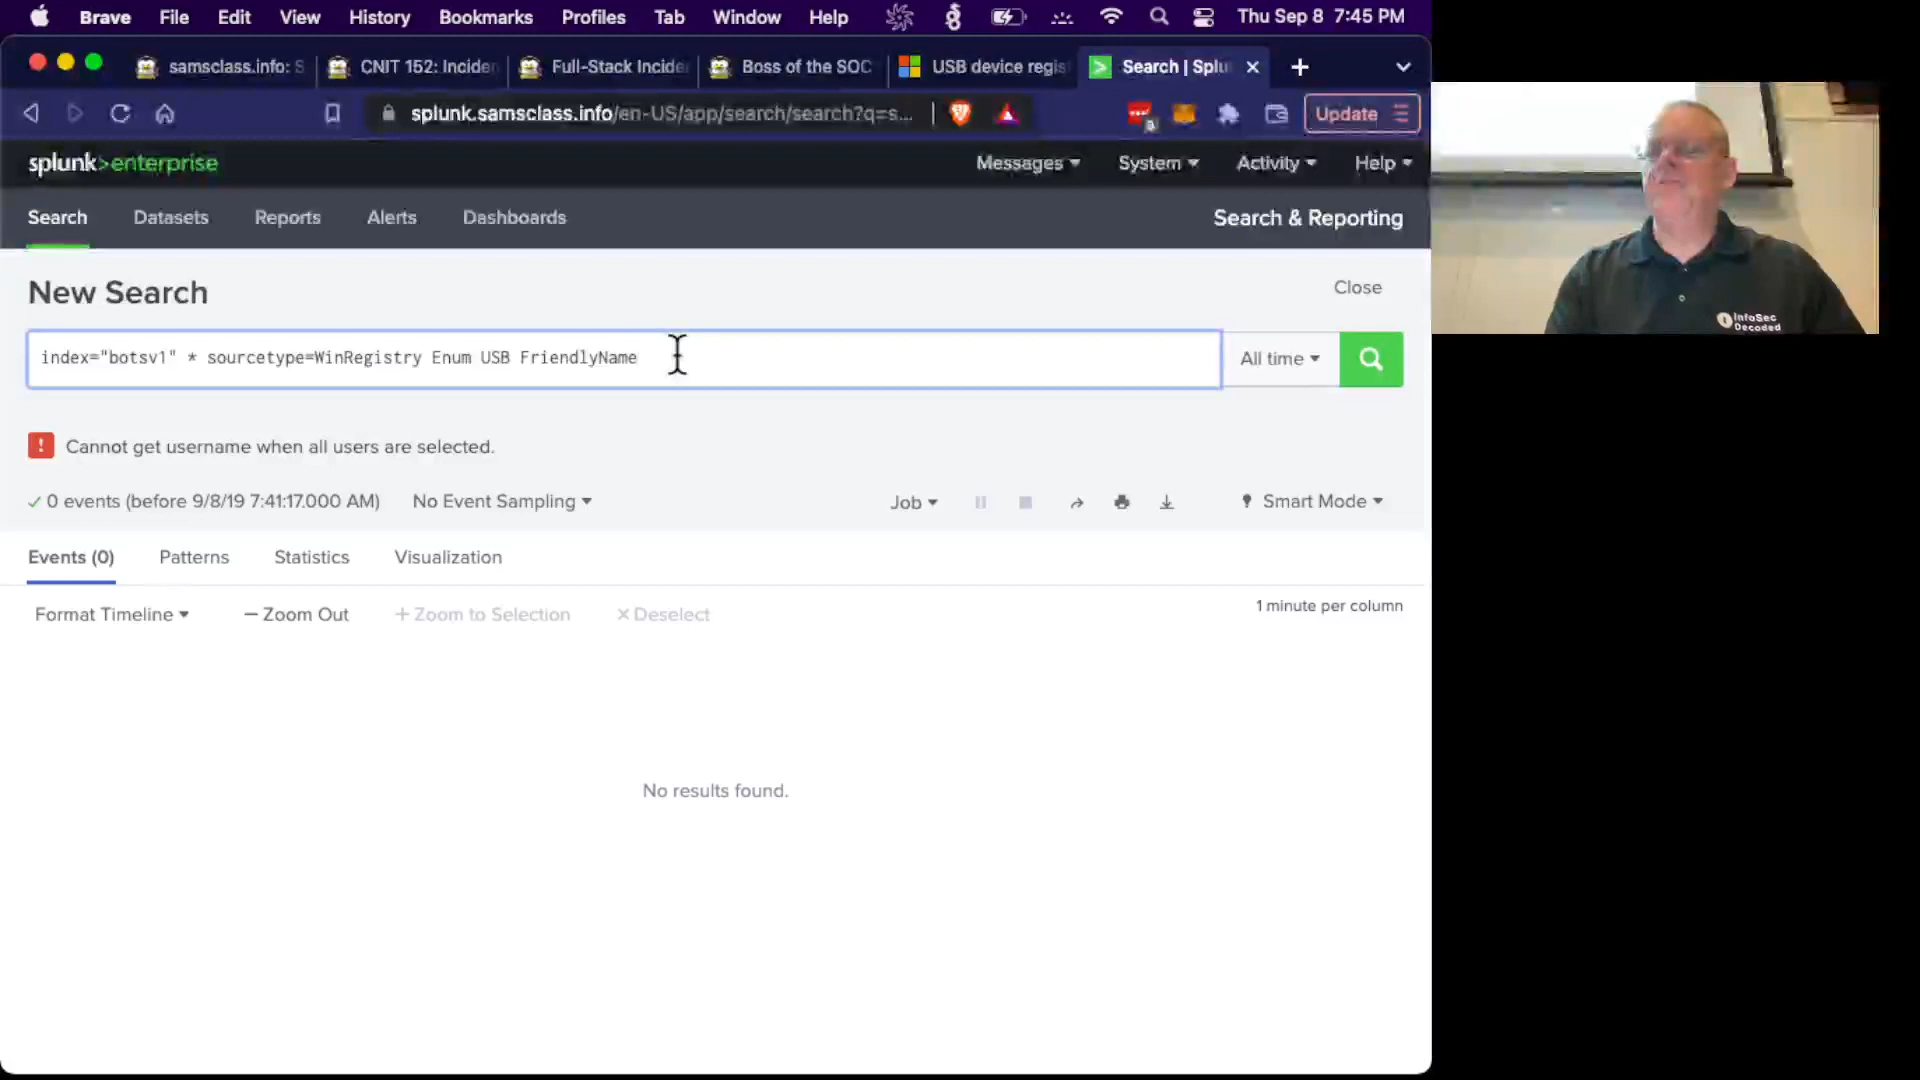 Brave File Edit View History Bookmarks Profiles Tab Window Help Thu Sep 8 7:45 PM
samsclass.info: S CNIT 152: Inciden Full-Stack Incide Boss of the SOC USB device regis Search | Splu
splunk.samsclass.info/en-US/app/search/search?q=s... Update
splunk>enterprise Messages System Activity Help
Search Datasets Reports Alerts Dashboards Search & Reporting
New Search Close
index="botsv1" * sourcetype=WinRegistry Enum USB FriendlyName All time
! Cannot get username when all users are selected.
0 events (before 9/8/19 7:41:17.000 AM) No Event Sampling Job Smart Mode
Events (0) Patterns Statistics Visualization
Format Timeline — Zoom Out + Zoom to Selection × Deselect 1 minute per column
No results found.
InfoSec
Decoded